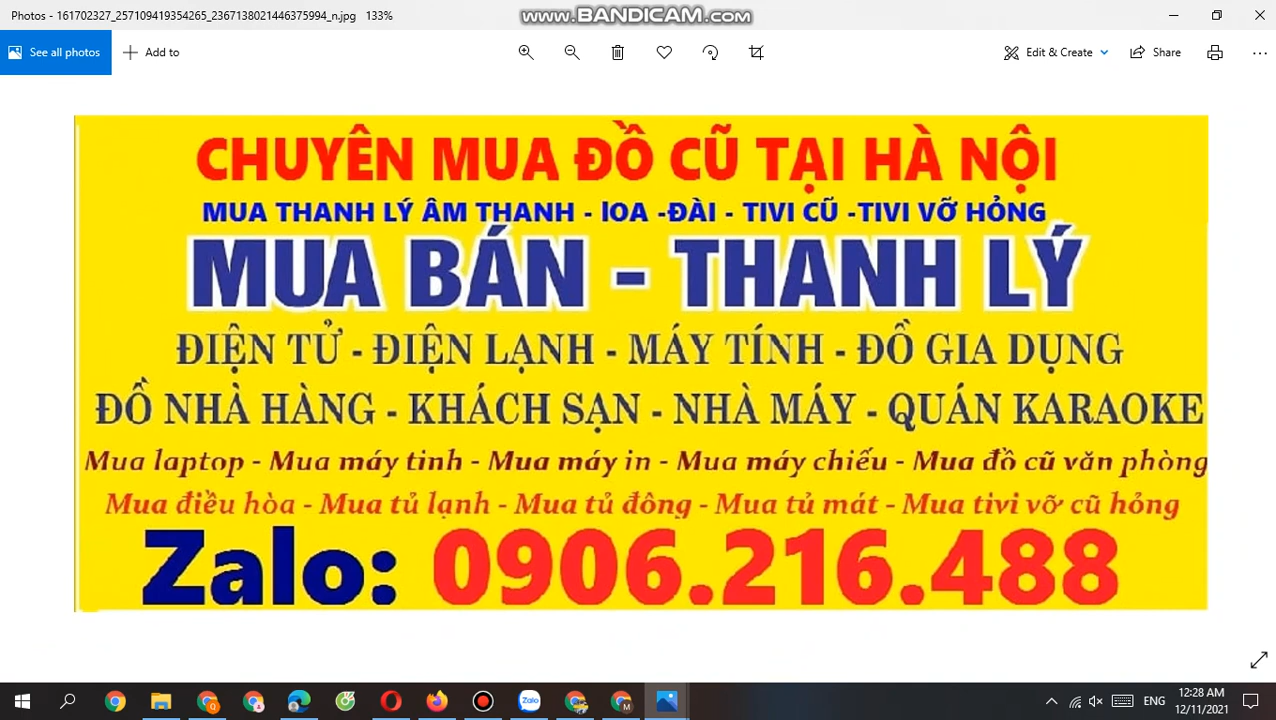 Photos - 161702327_257109419354265_2367138021446375994_n.jpg 133%
www.BANDICAM.com
See all photos
Add to
Edit & Create
Share
CHUYÊN MUA ĐỒ CŨ TẠI HÀ NỘI
MUA THANH LÝ ÂM THANH - lOA -ĐÀI - TIVI CŨ -TIVI VỠ HỎNG
MUA BÁN - THANH LÝ
ĐIỆN TỬ - ĐIỆN LẠNH - MÁY TÍNH - ĐỒ GIA DỤNG
ĐỒ NHÀ HÀNG - KHÁCH SẠN - NHÀ MÁY - QUÁN KARAOKE
Mua laptop - Mua máy tinh - Mua máy in - Mua máy chiếu - Mua đồ cũ văn phòng
Mua điều hòa - Mua tủ lạnh - Mua tủ đông - Mua tủ mát - Mua tivi vỡ cũ hỏng
Zalo: 0906.216.488
Zalo
Q
M
ENG
12:28 AM
12/11/2021